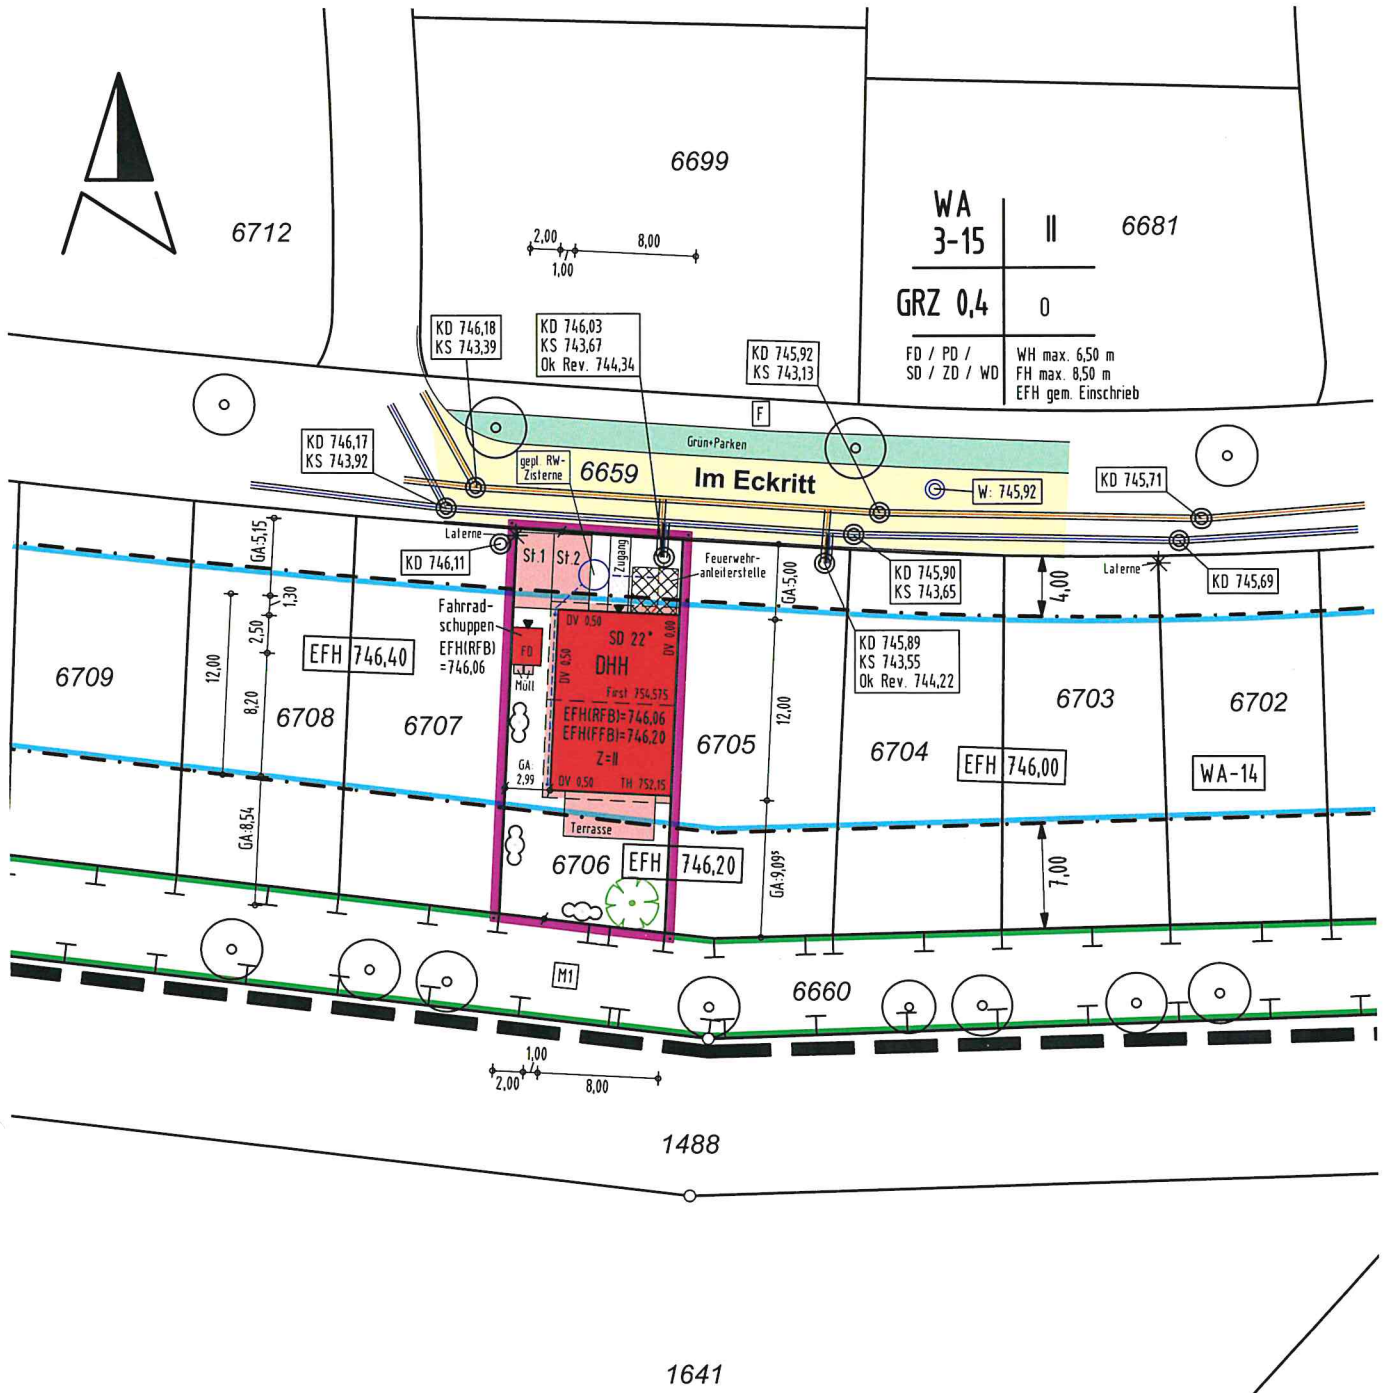 6699
6712
6681
WA
3-15
II
GRZ 0,4
0
FD / PD /
SD / ZD / WD
WH max. 6,50 m
FH max. 8,50 m
EFH gem. Einschrieb
2,00
1,00
8,00
KD 746,18
KS 743,39
KD 746,03
KS 743,67
Ok Rev. 744,34
KD 745,92
KS 743,13
F
Grün+Parken
KD 746,17
KS 743,92
gepl. RW-
Zisterne
6659
Im Eckritt
W: 745,92
KD 745,71
Laterne
KD 746,11
St.1
St.2
Zugang
Feuerwehr-
anleiterstelle
GA:5,15
GA:5,00
KD 745,90
KS 743,65
4,00
Laterne
KD 745,69
1,30
2,50
12,00
8,20
Fahrrad-
schuppen
EFH(RFB)
=746,06
FD
Müll
DV 0,50
DV 0,50
DV 0,00
SD 22°
DHH
First 754,575
EFH(RFB)=746,06
EFH(FFB)=746,20
Z=II
DV 0,50
TH 752,15
KD 745,89
KS 743,55
Ok Rev. 744,22
EFH 746,40
6709
6708
6707
6705
12,00
6704
6703
6702
EFH 746,00
WA-14
GA:
2,99
GA:8,54
Terrasse
6706
EFH 746,20
GA:9,09⁵
7,00
M1
6660
2,00
1,00
8,00
1488
1641